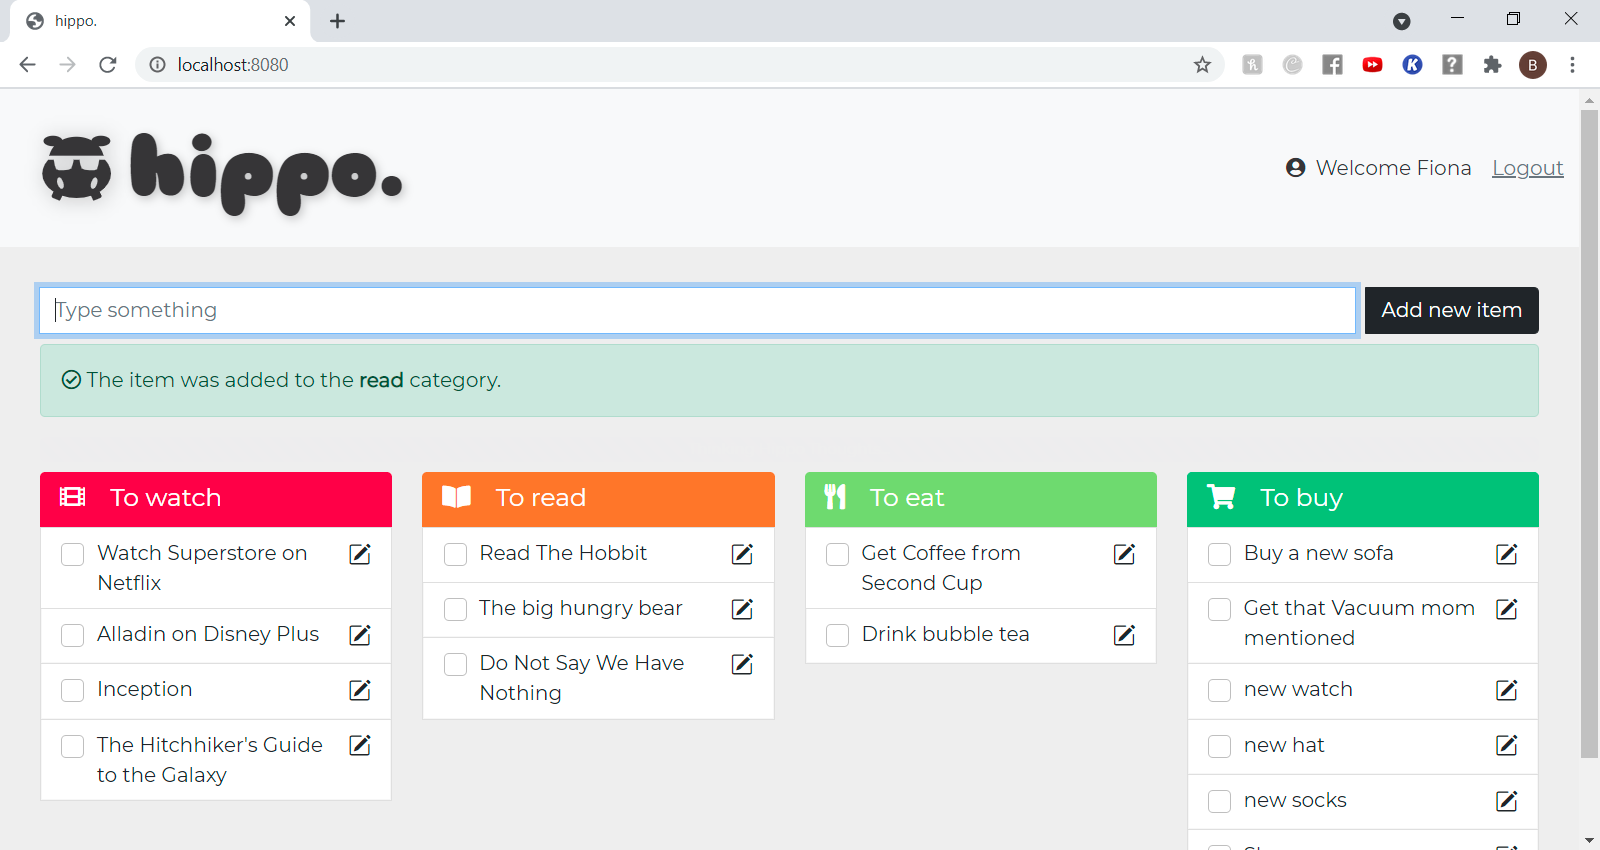 hippo.
localhost:8080
B
hippo.
Welcome Fiona Logout
Type something
Add new item
The item was added to the read category.
To watch
Watch Superstore on
Netflix
Alladin on Disney Plus
Inception
The Hitchhiker's Guide
to the Galaxy
To read
Read The Hobbit
The big hungry bear
Do Not Say We Have
Nothing
To eat
Get Coffee from
Second Cup
Drink bubble tea
To buy
Buy a new sofa
Get that Vacuum mom
mentioned
new watch
new hat
new socks